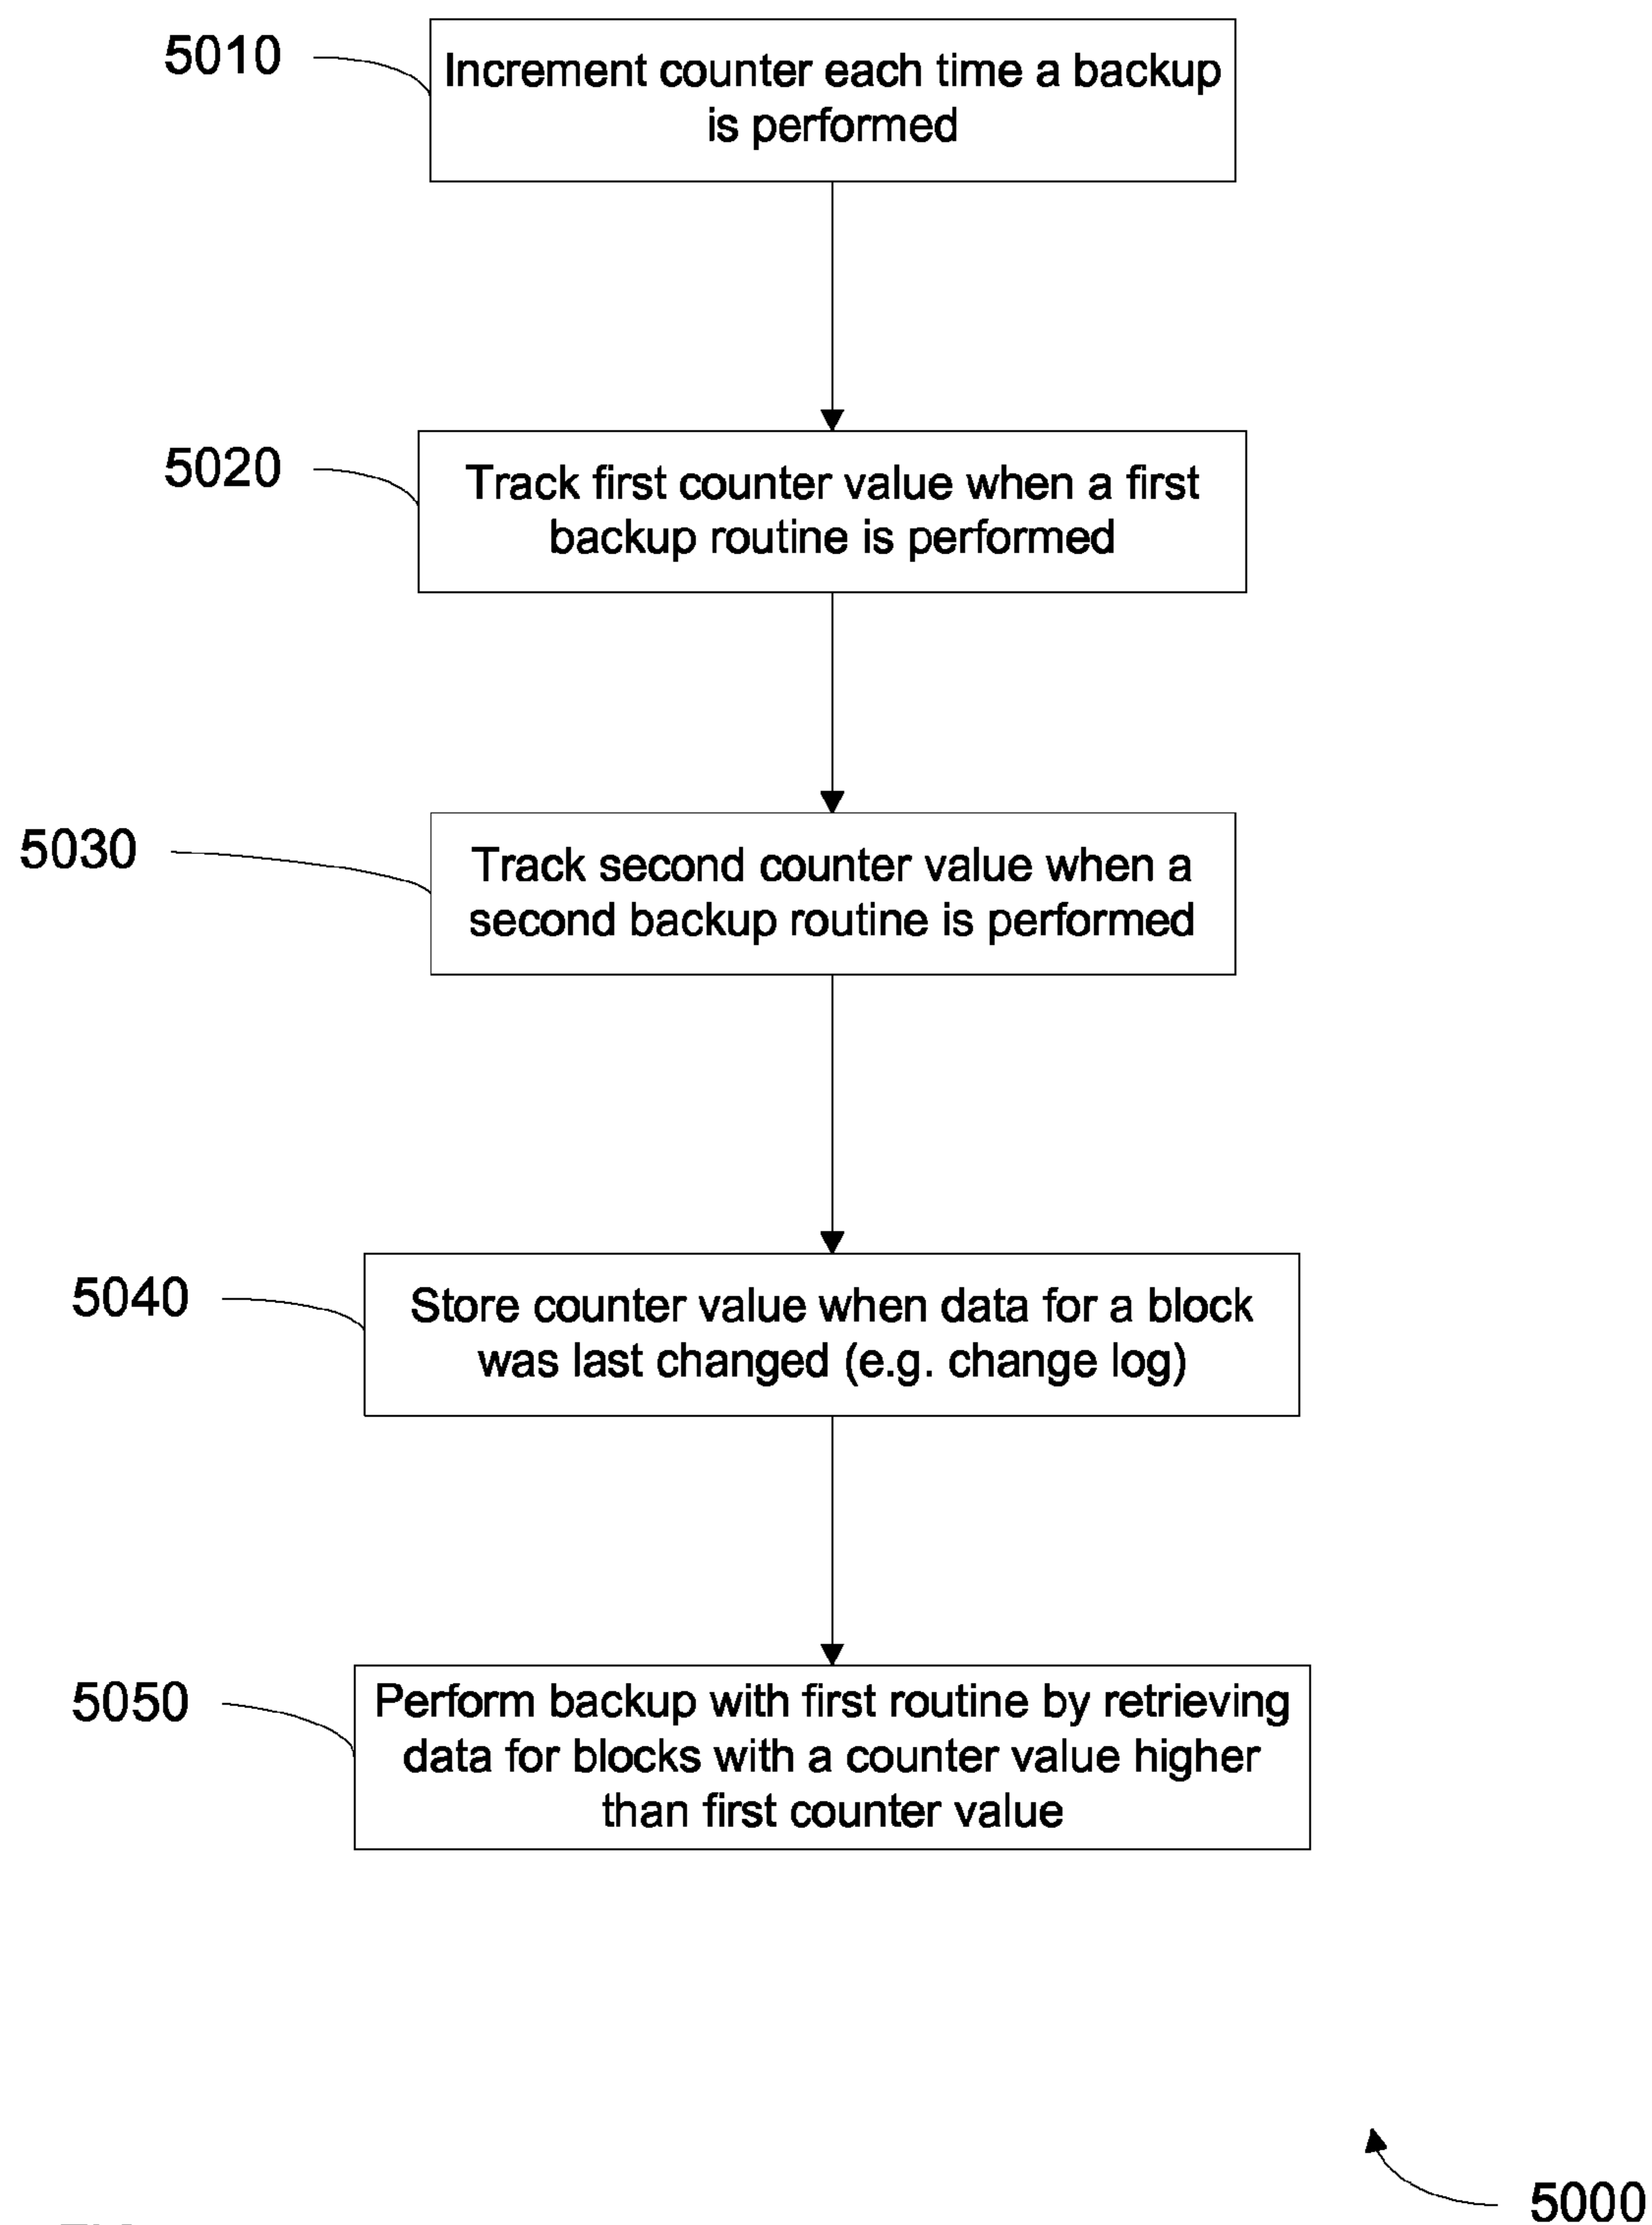 5010
Increment counter each time a backup
is performed
5020
Track first counter value when a first
backup routine is performed
5030
Track second counter value when a
second backup routine is performed
5040
Store counter value when data for a block
was last changed (e.g. change log)
5050
Perform backup with first routine by retrieving
data for blocks with a counter value higher
than first counter value
5000